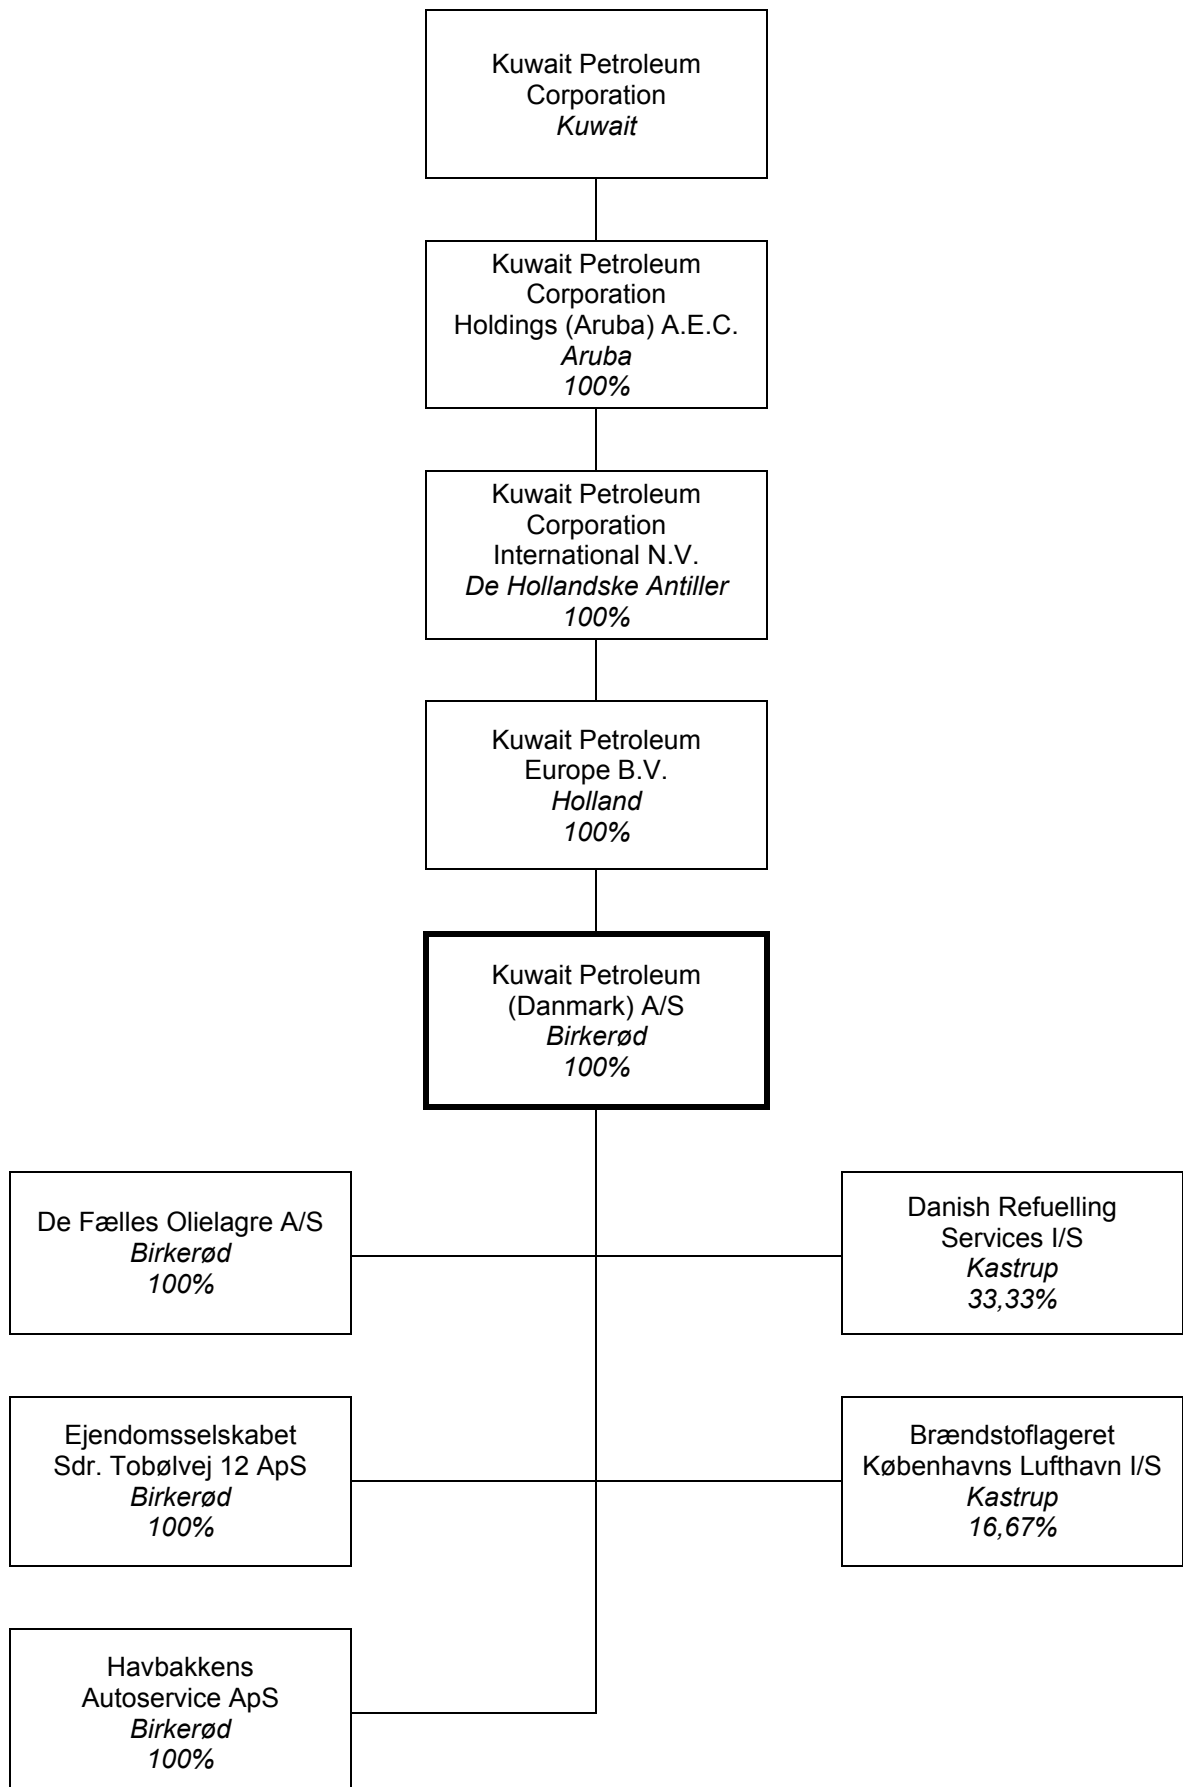 Kuwait Petroleum
Corporation
Kuwait
Kuwait Petroleum
Corporation
Holdings (Aruba) A.E.C.
Aruba
100%
Kuwait Petroleum
Corporation
International N.V.
De Hollandske Antiller
100%
Kuwait Petroleum
Europe B.V.
Holland
100%
Kuwait Petroleum
(Danmark) A/S
Birkerød
100%
De Fælles Olielagre A/S
Birkerød
100%
Danish Refuelling
Services I/S
Kastrup
33,33%
Ejendomsselskabet
Sdr. Tobølvej 12 ApS
Birkerød
100%
Brændstoflageret
Københavns Lufthavn I/S
Kastrup
16,67%
Havbakkens
Autoservice ApS
Birkerød
100%